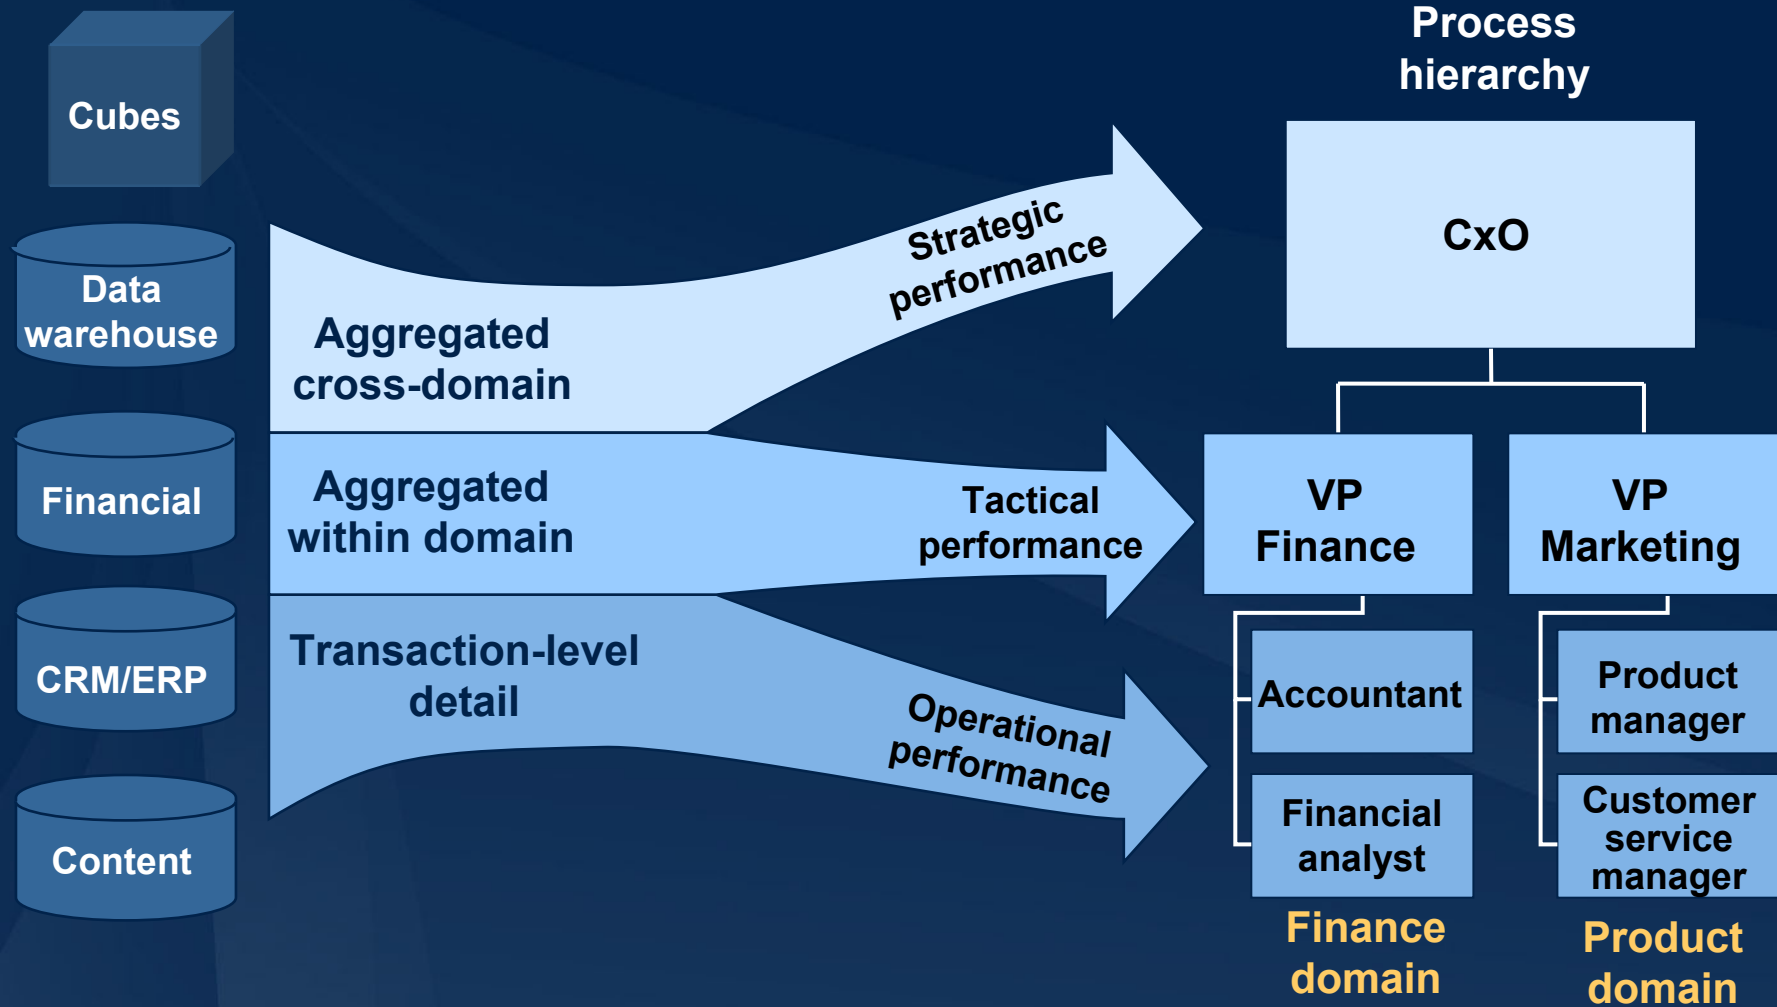 Process
hierarchy
Cubes
Data
warehouse
Financial
CRM/ERP
Content
Aggregated
cross-domain
Aggregated
within domain
Transaction-level
detail
Strategic
performance
Tactical
performance
Operational
performance
CxO
VP
Finance
VP
Marketing
Accountant
Financial
analyst
Product
manager
Customer
service
manager
Finance
domain
Product
domain